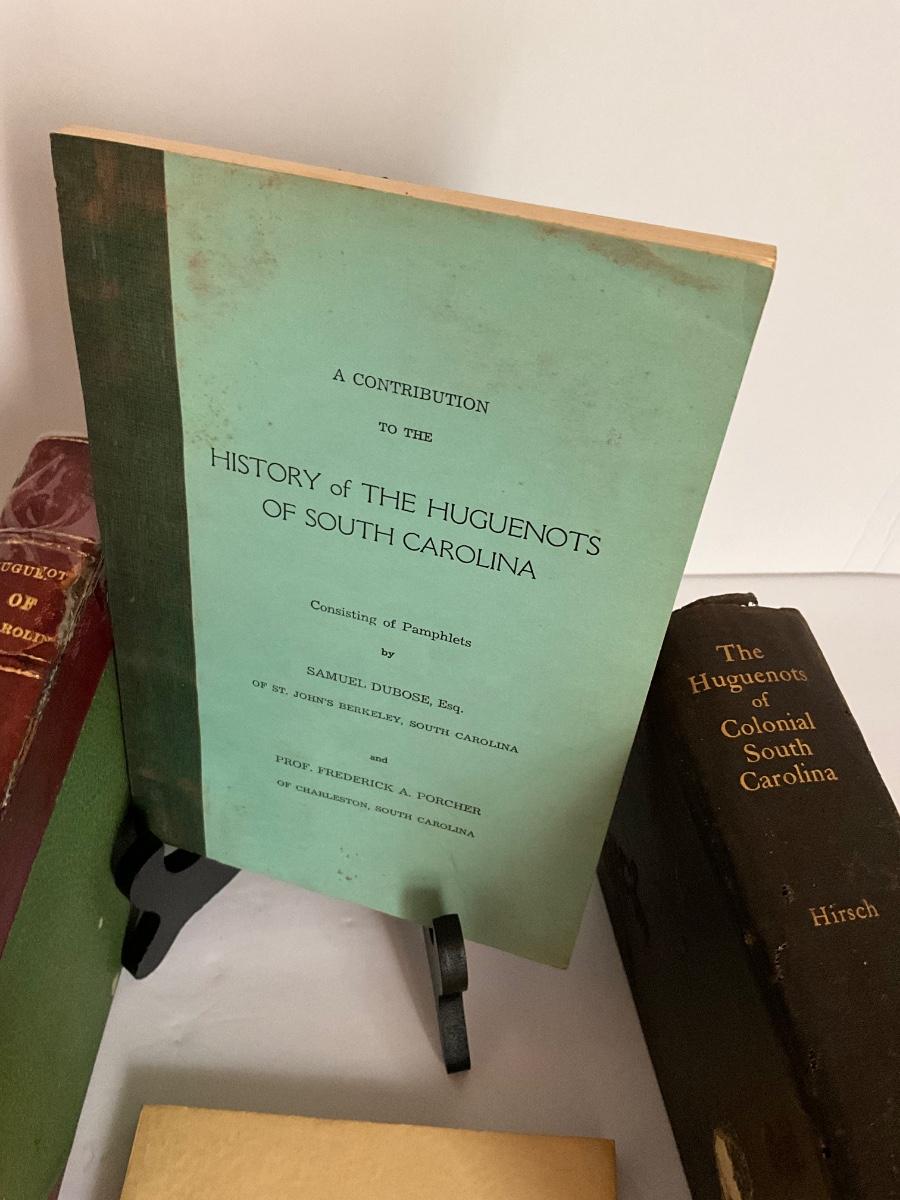 A CONTRIBUTION
TO THE
HISTORY of THE HUGUENOTS
OF SOUTH CAROLINA
Consisting of Pamphlets
by
SAMUEL DUBOSE, Esq.
OF ST. JOHN'S BERKELEY, SOUTH CAROLINA
and
PROF. FREDERICK A. PORCHER
OF CHARLESTON, SOUTH CAROLINA
The
Huguenots
of
Colonial
South
Carolina
Hirsch
OF